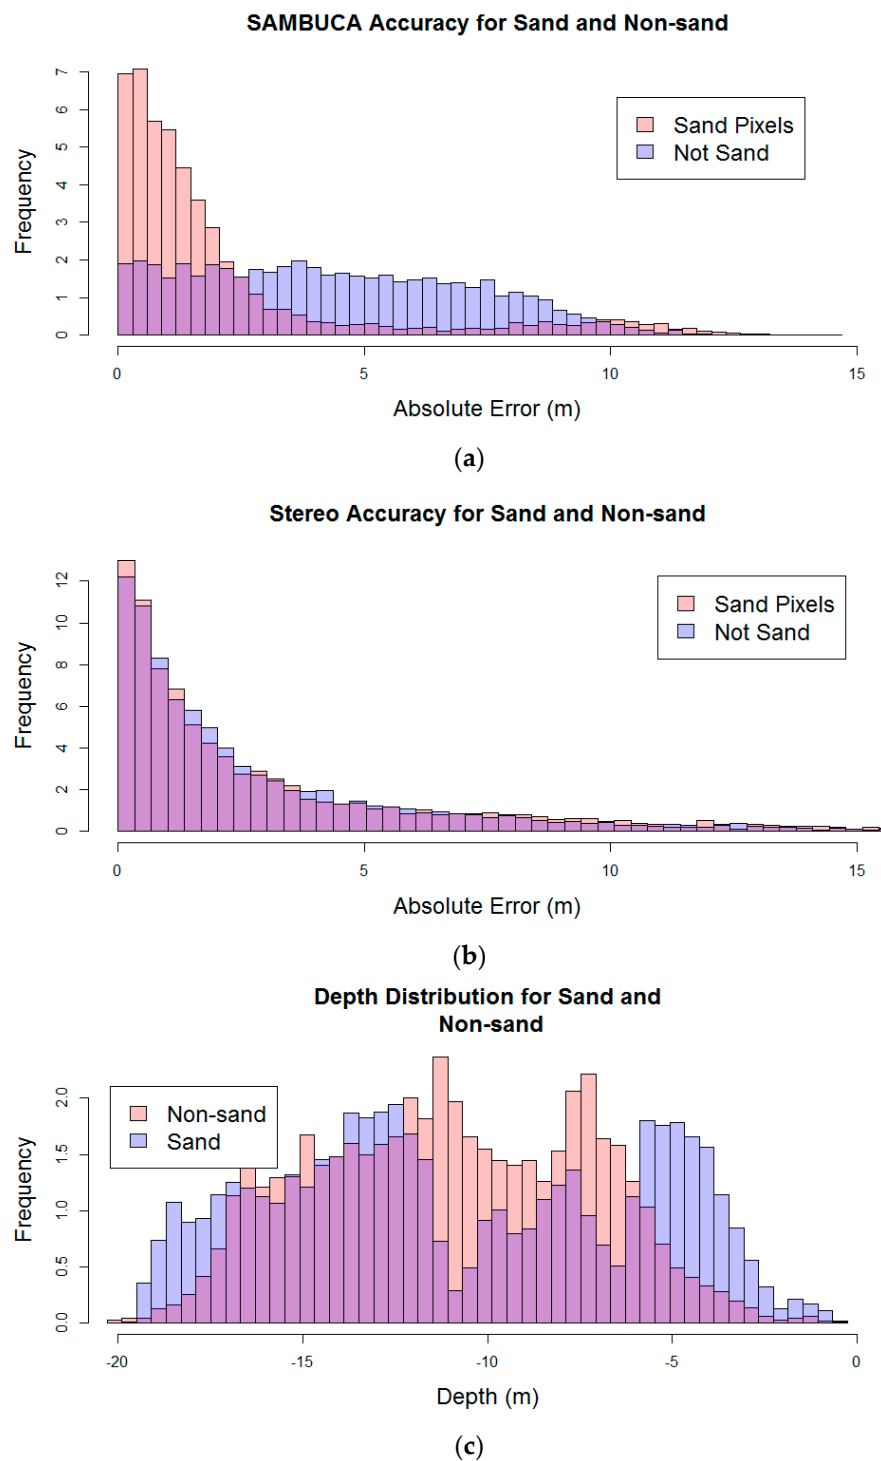 SAMBUCA Accuracy for Sand and Non-sand
7
6
5
4
3
2
1
0
Frequency
Sand Pixels
Not Sand
0 5 10 15
Absolute Error (m)
(a)
Stereo Accuracy for Sand and Non-sand
12
10
8
6
4
2
0
Frequency
Sand Pixels
Not Sand
0 5 10 15
Absolute Error (m)
(b)
Depth Distribution for Sand and
Non-sand
2.0
1.5
1.0
0.5
0.0
Frequency
Non-sand
Sand
-20 -15 -10 -5 0
Depth (m)
(c)